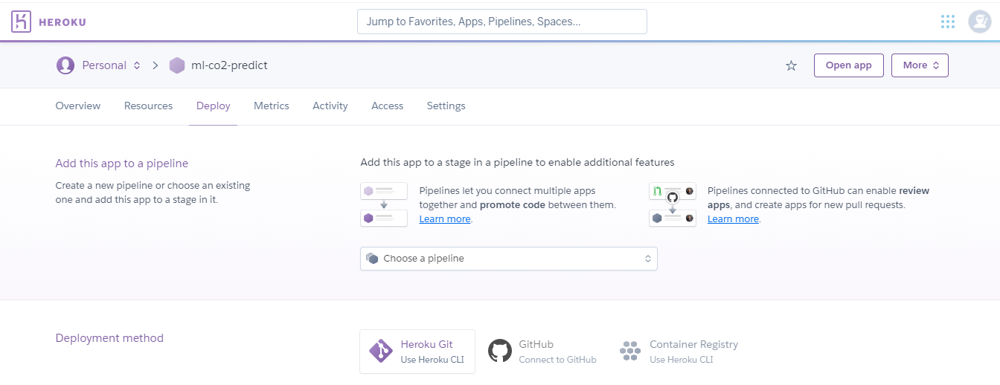 HEROKU
Jump to Favorites, Apps, Pipelines, Spaces...
Personal
ml-co2-predict
Open app
More
Overview
Resources
Deploy
Metrics
Activity
Access
Settings
Add this app to a pipeline
Create a new pipeline or choose an existing
one and add this app to a stage in it.
Add this app to a stage in a pipeline to enable additional features
Pipelines let you connect multiple apps
together and promote code between them.
Learn more.
Pipelines connected to GitHub can enable review
apps, and create apps for new pull requests.
Learn more.
Choose a pipeline
Deployment method
Heroku Git
Use Heroku CLI
GitHub
Connect to GitHub
Container Registry
Use Heroku CLI